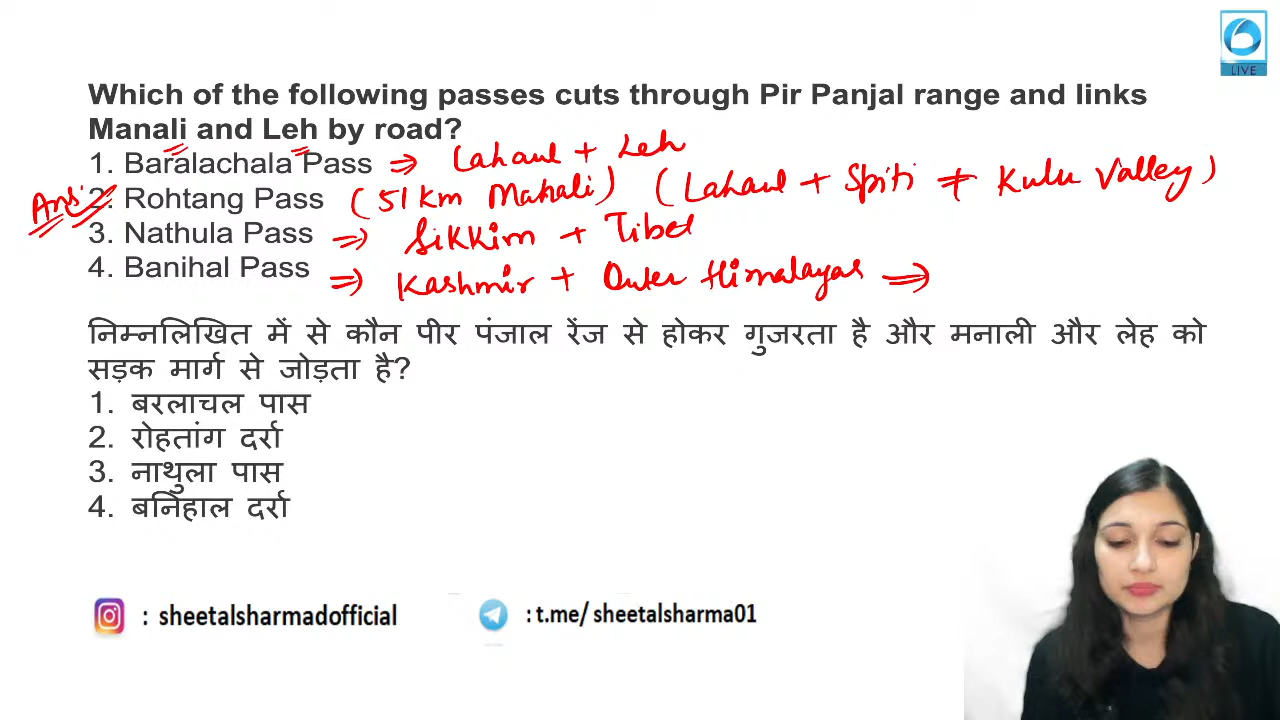 LIVE
Which of the following passes cuts through Pir Panjal range and links
Manali and Leh by road?
1. Baralachala Pass ⇒ Lahaul + Leh
Ans: 2. Rohtang Pass (51 km Manali) (Lahaul + Spiti + Kulu Valley)
3. Nathula Pass ⇒ Sikkim + Tibet
4. Banihal Pass ⇒ Kashmir + Outer Himalayas ⇒
निम्नलिखित में से कौन पीर पंजाल रेंज से होकर गुजरता है और मनाली और लेह को
सड़क मार्ग से जोड़ता है?
1. बरलाचल पास
2. रोहतांग दर्रा
3. नाथुला पास
4. बनिहाल दर्रा
: sheetalsharmadofficial
: t.me/ sheetalsharma01